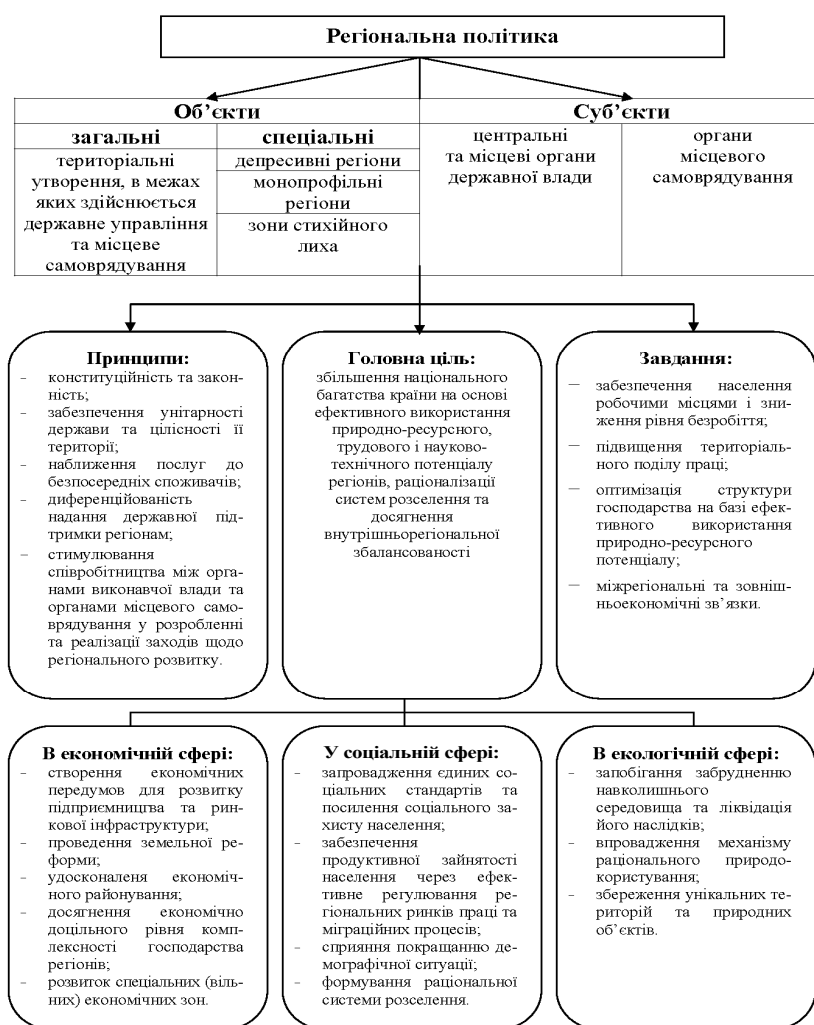 Регіональна політика
Об’єкти
Суб’єкти
загальні
територіальні
утворення, в межах
яких здійснюється
державне управління
та місцеве
самоврядування
спеціальні
депресивні регіони
монопрофільні
регіони
зони стихійного
лиха
центральні
та місцеві органи
державної влади
органи
місцевого
самоврядування
Принципи:
- конституційність та закон-
ність;
- забезпечення унітарності
держави та цілісності її
території;
- наближення послуг до
безпосередніх споживачів;
- диференційованість
надання державної під-
тримки регіонам;
- стимулювання
співробітництва між орга-
нами виконавчої влади та
органами місцевого само-
врядування у розробленні
та реалізації заходів щодо
регіонального розвитку.
Головна ціль:
збільшення національного
багатства країни на основі
ефективного використання
природно-ресурсного,
трудового і науково-
технічного потенціалу
регіонів, раціоналізації
систем розселення та
досягнення
внутрішньорегіональної
збалансованості
Завдання:
— забезпечення населення
робочими місцями і зни-
ження рівня безробіття;
— підвищення територіаль-
ного поділу праці;
— оптимізація структури
господарства на базі ефек-
тивного використання
природно-ресурсного
потенціалу;
— міжрегіональні та зовніш-
ньоекономічні зв’язки.
В економічній сфері:
- створення економічних
передумов для розвитку
підприємництва та рин-
кової інфраструктури;
- проведення земельної ре-
форми;
- удосконаленя економіч-
ного районування;
- досягнення економічно
доцільного рівня комп-
лексності господарства
регіонів;
- розвиток спеціальних (віль-
них) економічних зон.
У соціальній сфері:
- запровадження єдиних со-
ціальних стандартів та
посилення соціального за-
хисту населення;
- забезпечення
продуктивної зайнятості
населення через ефек-
тивне регулювання ре-
гіональних ринків праці та
міграційних процесів;
- сприяння покращанню де-
мографічної ситуації;
- формування раціональної
системи розселення.
В екологічній сфері:
- запобігання забрудненню
навколишнього
середовища та ліквідація
його наслідків;
- впровадження механізму
раціонального природо-
користування;
- збереження унікальних те-
риторій та природних
об’єктів.